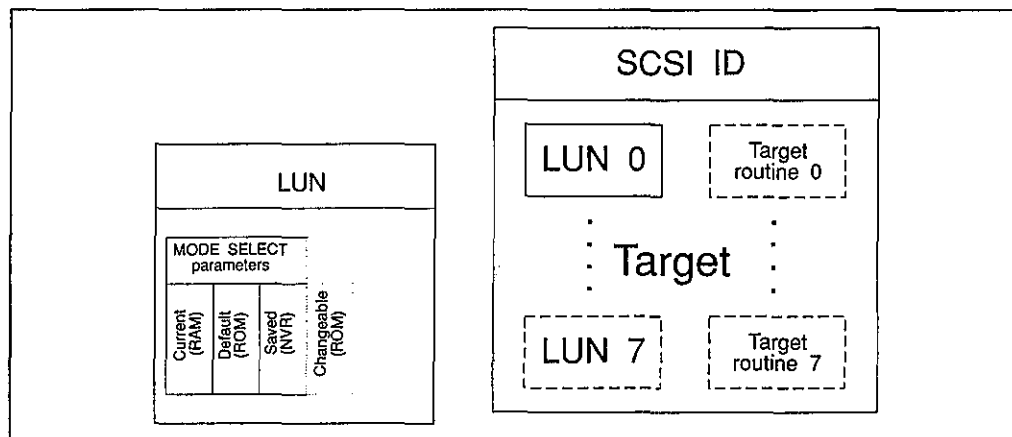 SCSI ID
LUN 0
Target
routine 0
Target
LUN 7
Target
routine 7
LUN
MODE SELECT
parameters
Current
(RAM)
Default
(ROM)
Saved
(NVR)
Changeable
(ROM)